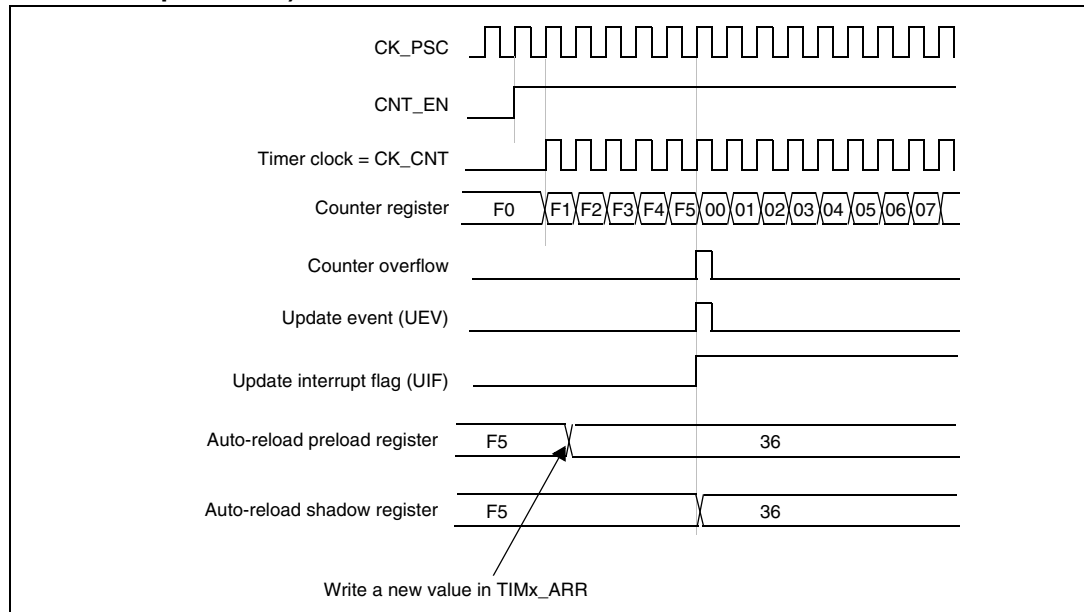 CK_PSC
CNT_EN
Timer clock = CK_CNT
Counter register F0 F1 F2 F3 F4 F5 00 01 02 03 04 05 06 07
Counter overflow
Update event (UEV)
Update interrupt flag (UIF)
Auto-reload preload register F5 36
Auto-reload shadow register F5 36
Write a new value in TIMx_ARR